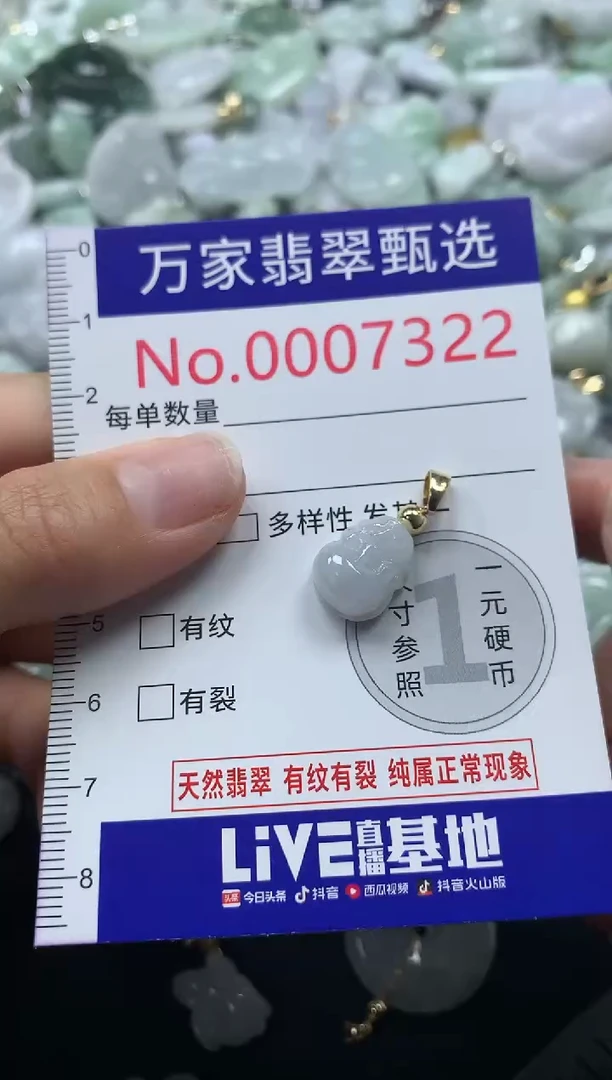 万家翡翠甄选
No.0007322
每单数量
多样性
有纹
有裂
寸参照
一元硬币
1
天然翡翠 有纹有裂 纯属正常现象
LiVE直播基地
头条 今日头条 抖音 西瓜视频 抖音火山版
0
1
2
5
6
7
8